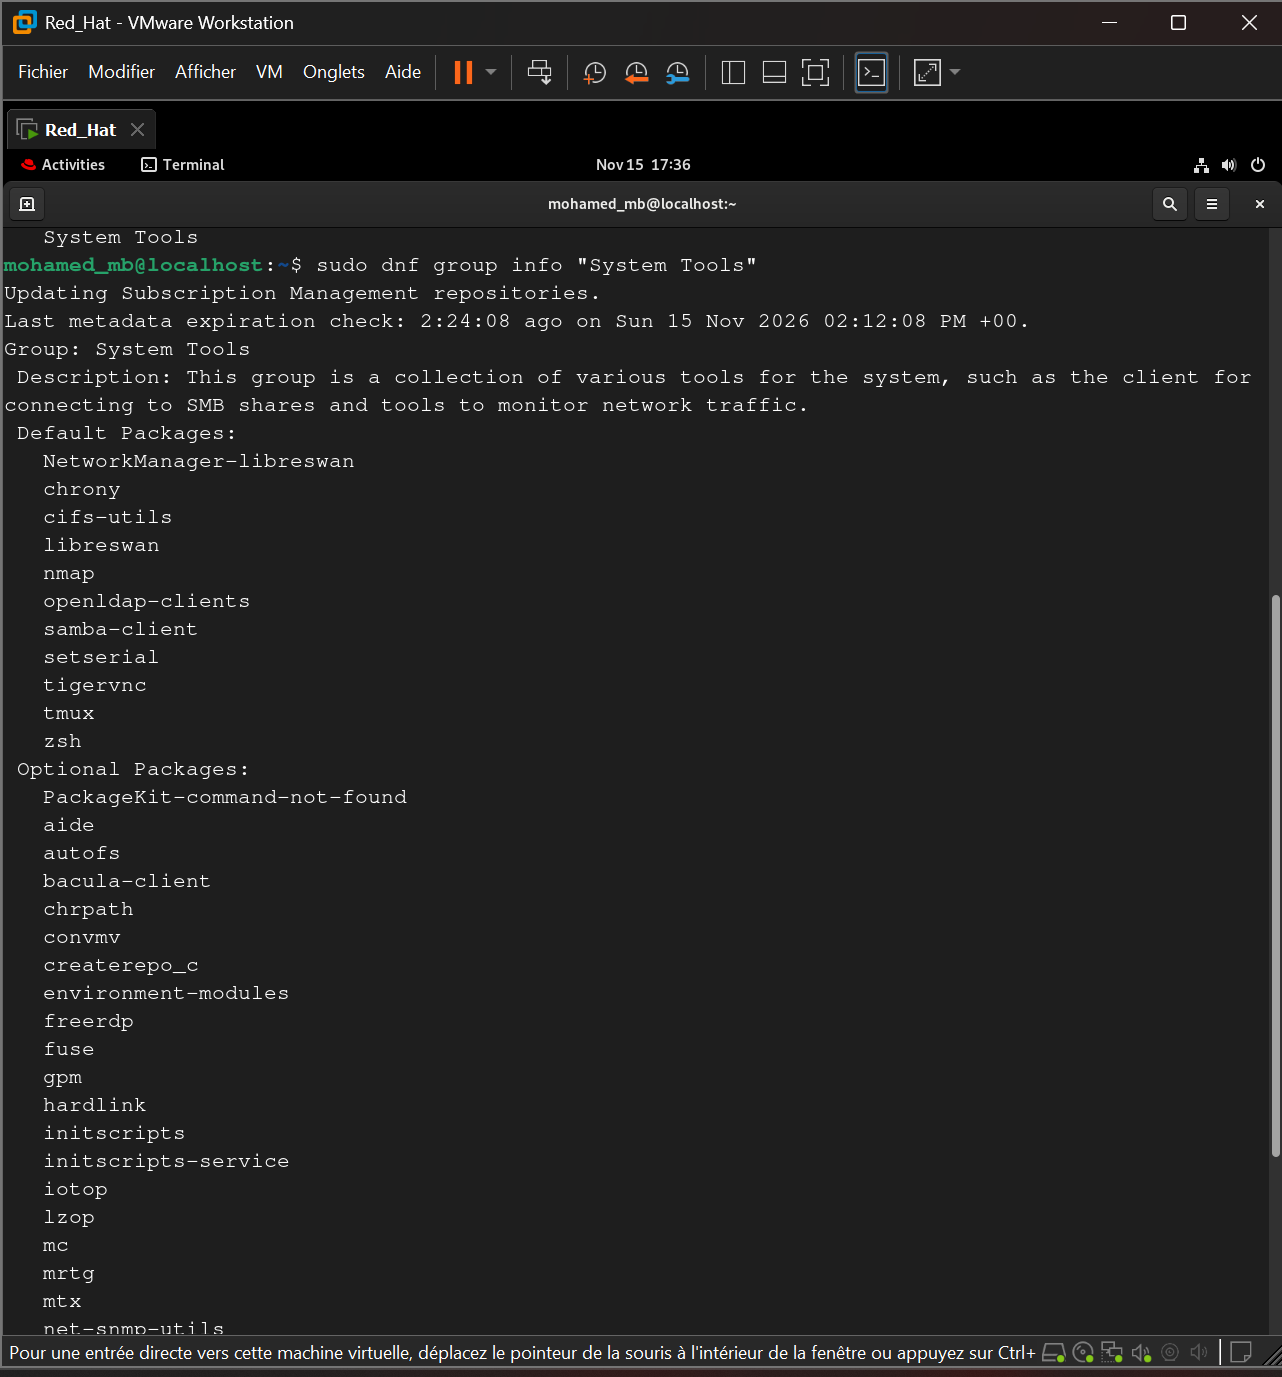 Red_Hat - VMware Workstation
Fichier Modifier Afficher VM Onglets Aide
Red_Hat
Activities Terminal Nov 15 17:36
mohamed_mb@localhost:~
System Tools
mohamed_mb@localhost:~$ sudo dnf group info "System Tools"
Updating Subscription Management repositories.
Last metadata expiration check: 2:24:08 ago on Sun 15 Nov 2026 02:12:08 PM +00.
Group: System Tools
Description: This group is a collection of various tools for the system, such as the client for
connecting to SMB shares and tools to monitor network traffic.
Default Packages:
NetworkManager-libreswan
chrony
cifs-utils
libreswan
nmap
openldap-clients
samba-client
setserial
tigervnc
tmux
zsh
Optional Packages:
PackageKit-command-not-found
aide
autofs
bacula-client
chrpath
convmv
createrepo_c
environment-modules
freerdp
fuse
gpm
hardlink
initscripts
initscripts-service
iotop
lzop
mc
mrtg
mtx
net-snmp-utils
Pour une entrée directe vers cette machine virtuelle, déplacez le pointeur de la souris à l'intérieur de la fenêtre ou appuyez sur Ctrl+